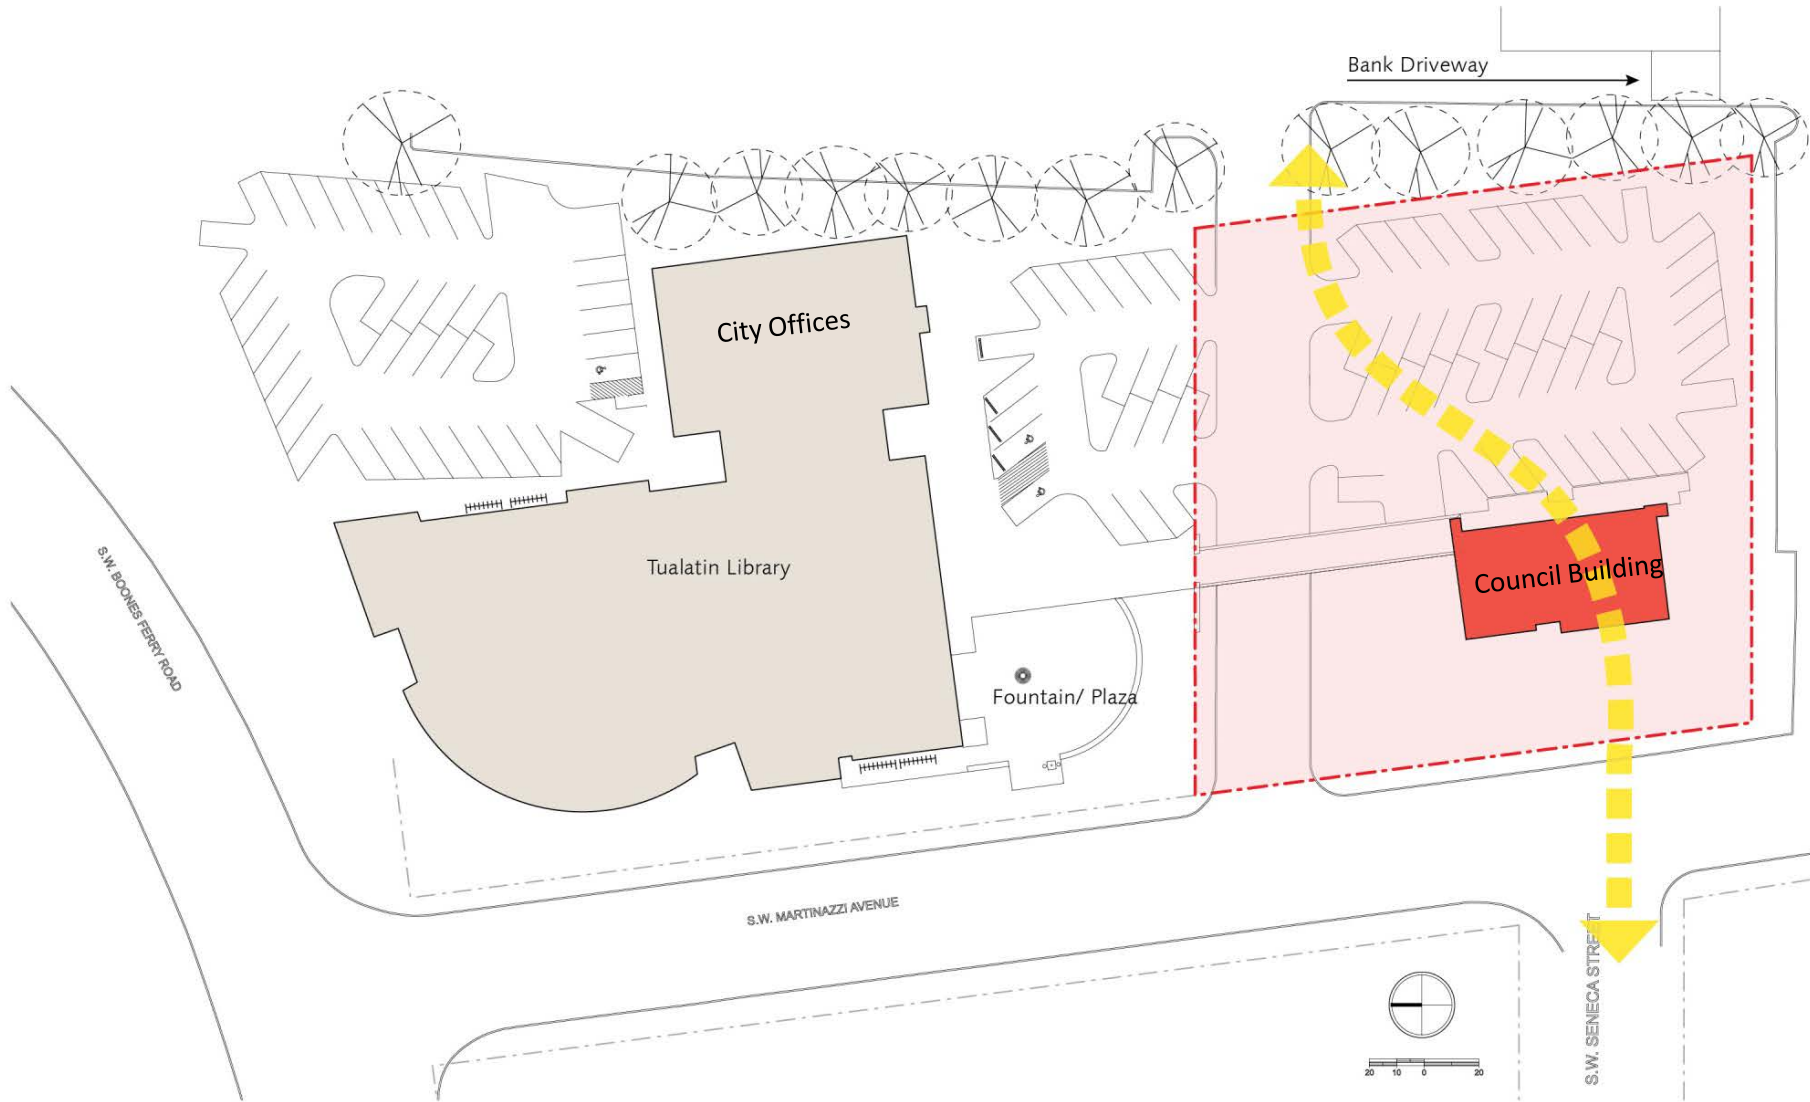 Bank Driveway
City Offices
Tualatin Library
Council Building
Fountain/ Plaza
S.W. BOONES FERRY ROAD
S.W. MARTINAZZI AVENUE
S.W. SENECA STREET
20 10 0 20